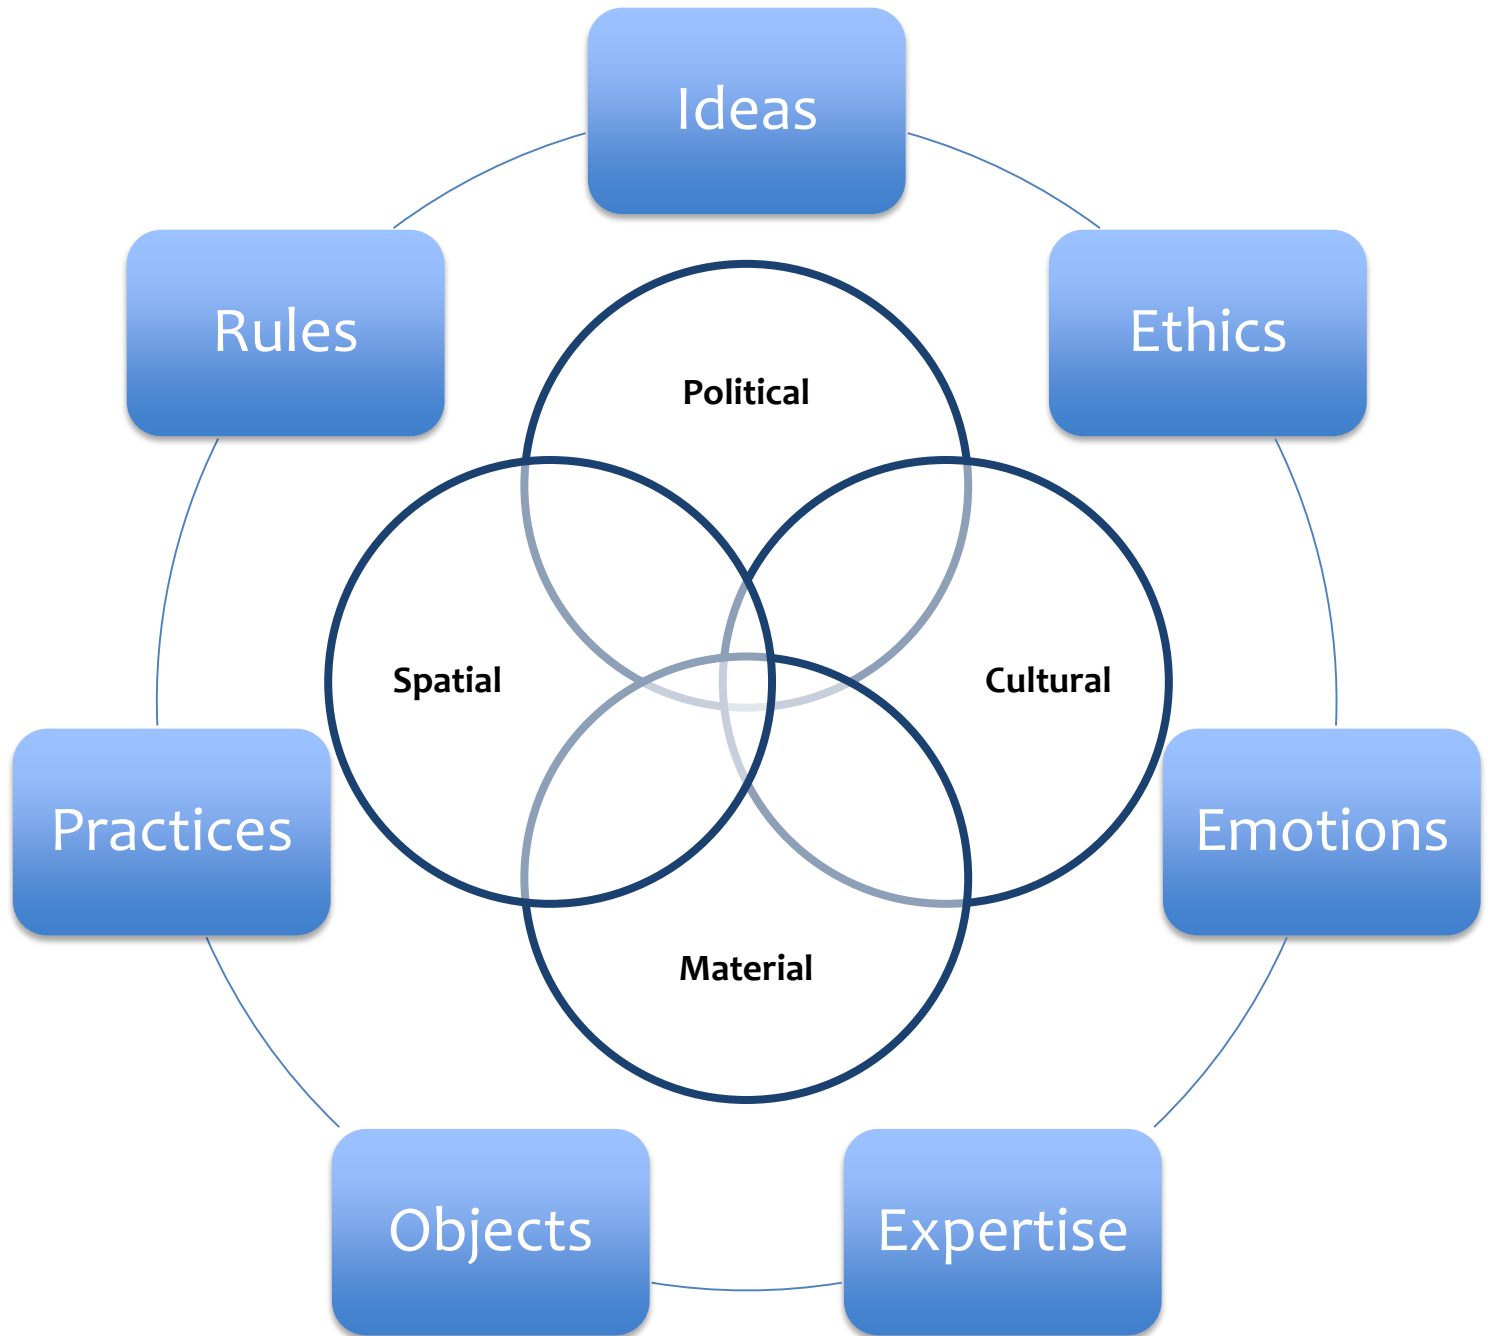 Ideas
Rules
Ethics
Political
Spatial
Cultural
Practices
Emotions
Material
Objects
Expertise